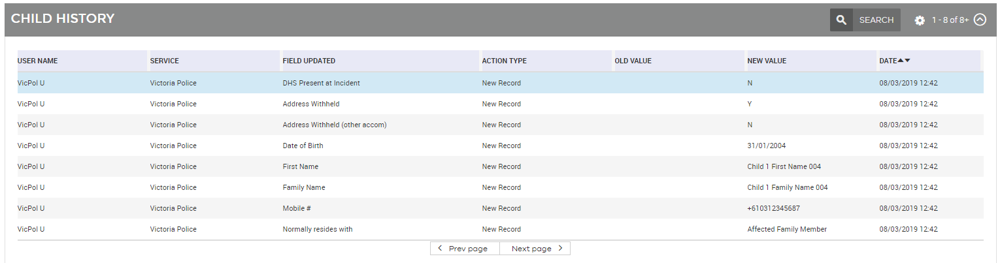 CHILD HISTORY SEARCH 1 - 8 of 8+
USER NAME SERVICE FIELD UPDATED ACTION TYPE OLD VALUE NEW VALUE DATE
VicPol U Victoria Police DHS Present at Incident New Record N 08/03/2019 12:42
VicPol U Victoria Police Address Withheld New Record Y 08/03/2019 12:42
VicPol U Victoria Police Address Withheld (other accom) New Record N 08/03/2019 12:42
VicPol U Victoria Police Date of Birth New Record 31/01/2004 08/03/2019 12:42
VicPol U Victoria Police First Name New Record Child 1 First Name 004 08/03/2019 12:42
VicPol U Victoria Police Family Name New Record Child 1 Family Name 004 08/03/2019 12:42
VicPol U Victoria Police Mobile # New Record +610312345687 08/03/2019 12:42
VicPol U Victoria Police Normally resides with New Record Affected Family Member 08/03/2019 12:42
Prev page Next page